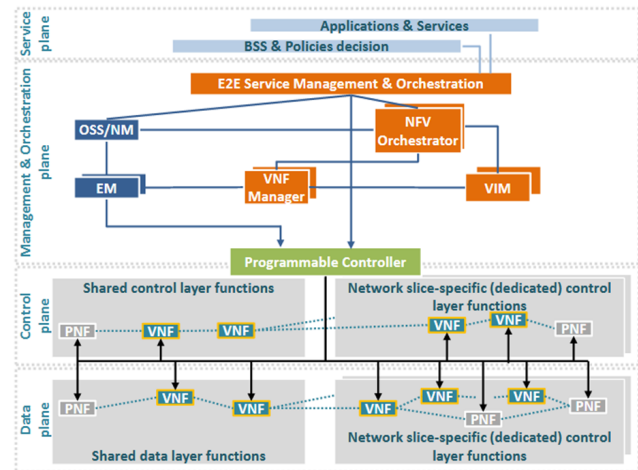 Service
plane
Applications & Services
BSS & Policies decision
Management & Orchestration
plane
E2E Service Management & Orchestration
OSS/NM
NFV
Orchestrator
EM
VNF
Manager
VIM
Programmable Controller
Control
plane
Shared control layer functions
Network slice-specific (dedicated) control
layer functions
PNF
VNF
VNF
VNF
VNF
PNF
Data
plane
PNF
VNF
VNF
VNF
VNF
PNF
VNF
PNF
Shared data layer functions
Network slice-specific (dedicated) control
layer functions